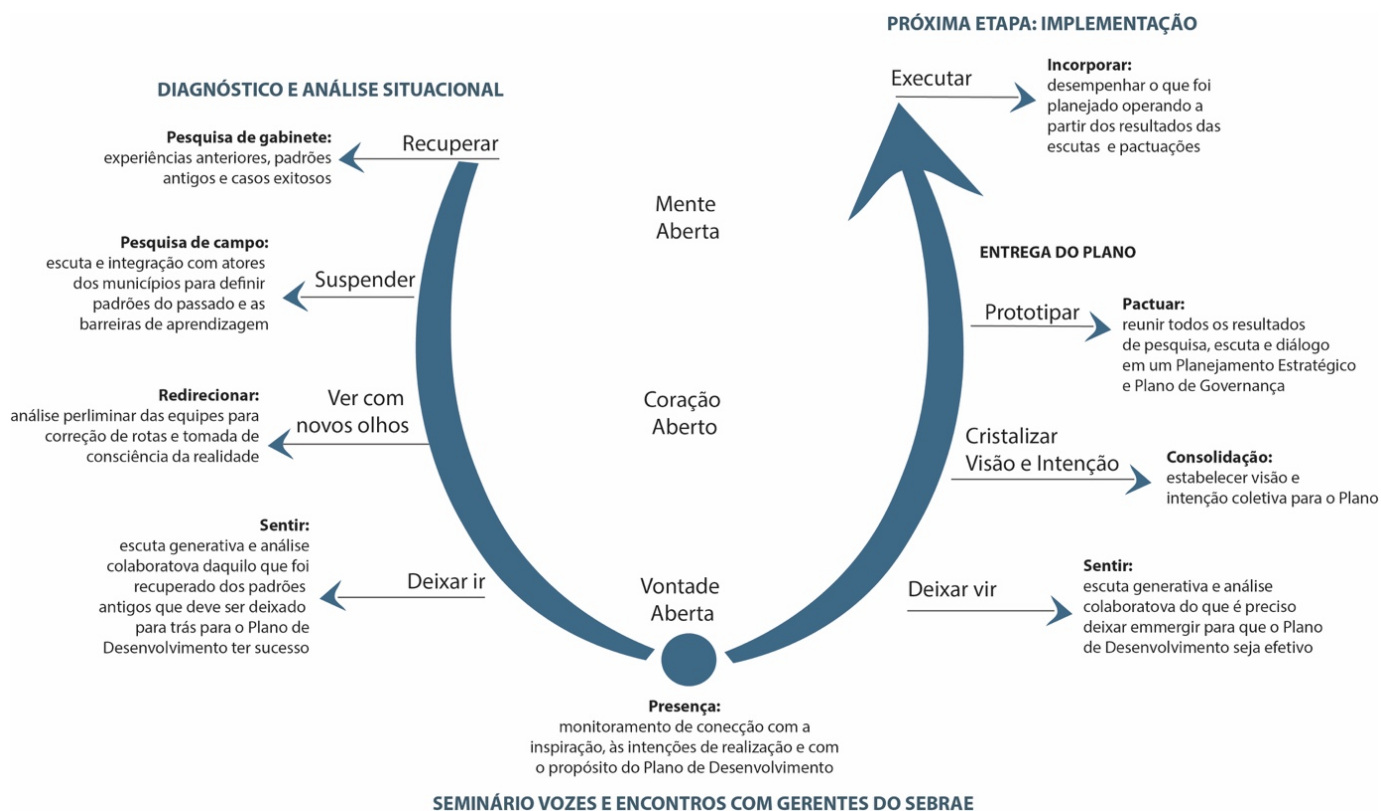 PRÓXIMA ETAPA: IMPLEMENTAÇÃO
DIAGNÓSTICO E ANÁLISE SITUACIONAL
Pesquisa de gabinete:
experiências anteriores, padrões
antigos e casos exitosos
Recuperar
Pesquisa de campo:
escuta e integração com atores
dos municípios para definir
padrões do passado e as
barreiras de aprendizagem
Suspender
Redirecionar:
análise perliminar das equipes para
correção de rotas e tomada de
consciência da realidade
Ver com
novos olhos
Sentir:
escuta generativa e análise
colaboratova daquilo que foi
recuperado dos padrões
antigos que deve ser deixado
para trás para o Plano de
Desenvolvimento ter sucesso
Deixar ir
Mente
Aberta
Coração
Aberto
Vontade
Aberta
Presença:
monitoramento de conecção com a
inspiração, às intenções de realização e com
o propósito do Plano de Desenvolvimento
Executar
Incorporar:
desempenhar o que foi
planejado operando a
partir dos resultados das
escutas e pactuações
ENTREGA DO PLANO
Prototipar
Pactuar:
reunir todos os resultados
de pesquisa, escuta e diálogo
em um Planejamento Estratégico
e Plano de Governança
Cristalizar
Visão e Intenção
Consolidação:
estabelecer visão e
intenção coletiva para o Plano
Deixar vir
Sentir:
escuta generativa e análise
colaboratova do que é preciso
deixar emmergir para que o Plano
de Desenvolvimento seja efetivo
SEMINÁRIO VOZES E ENCONTROS COM GERENTES DO SEBRAE